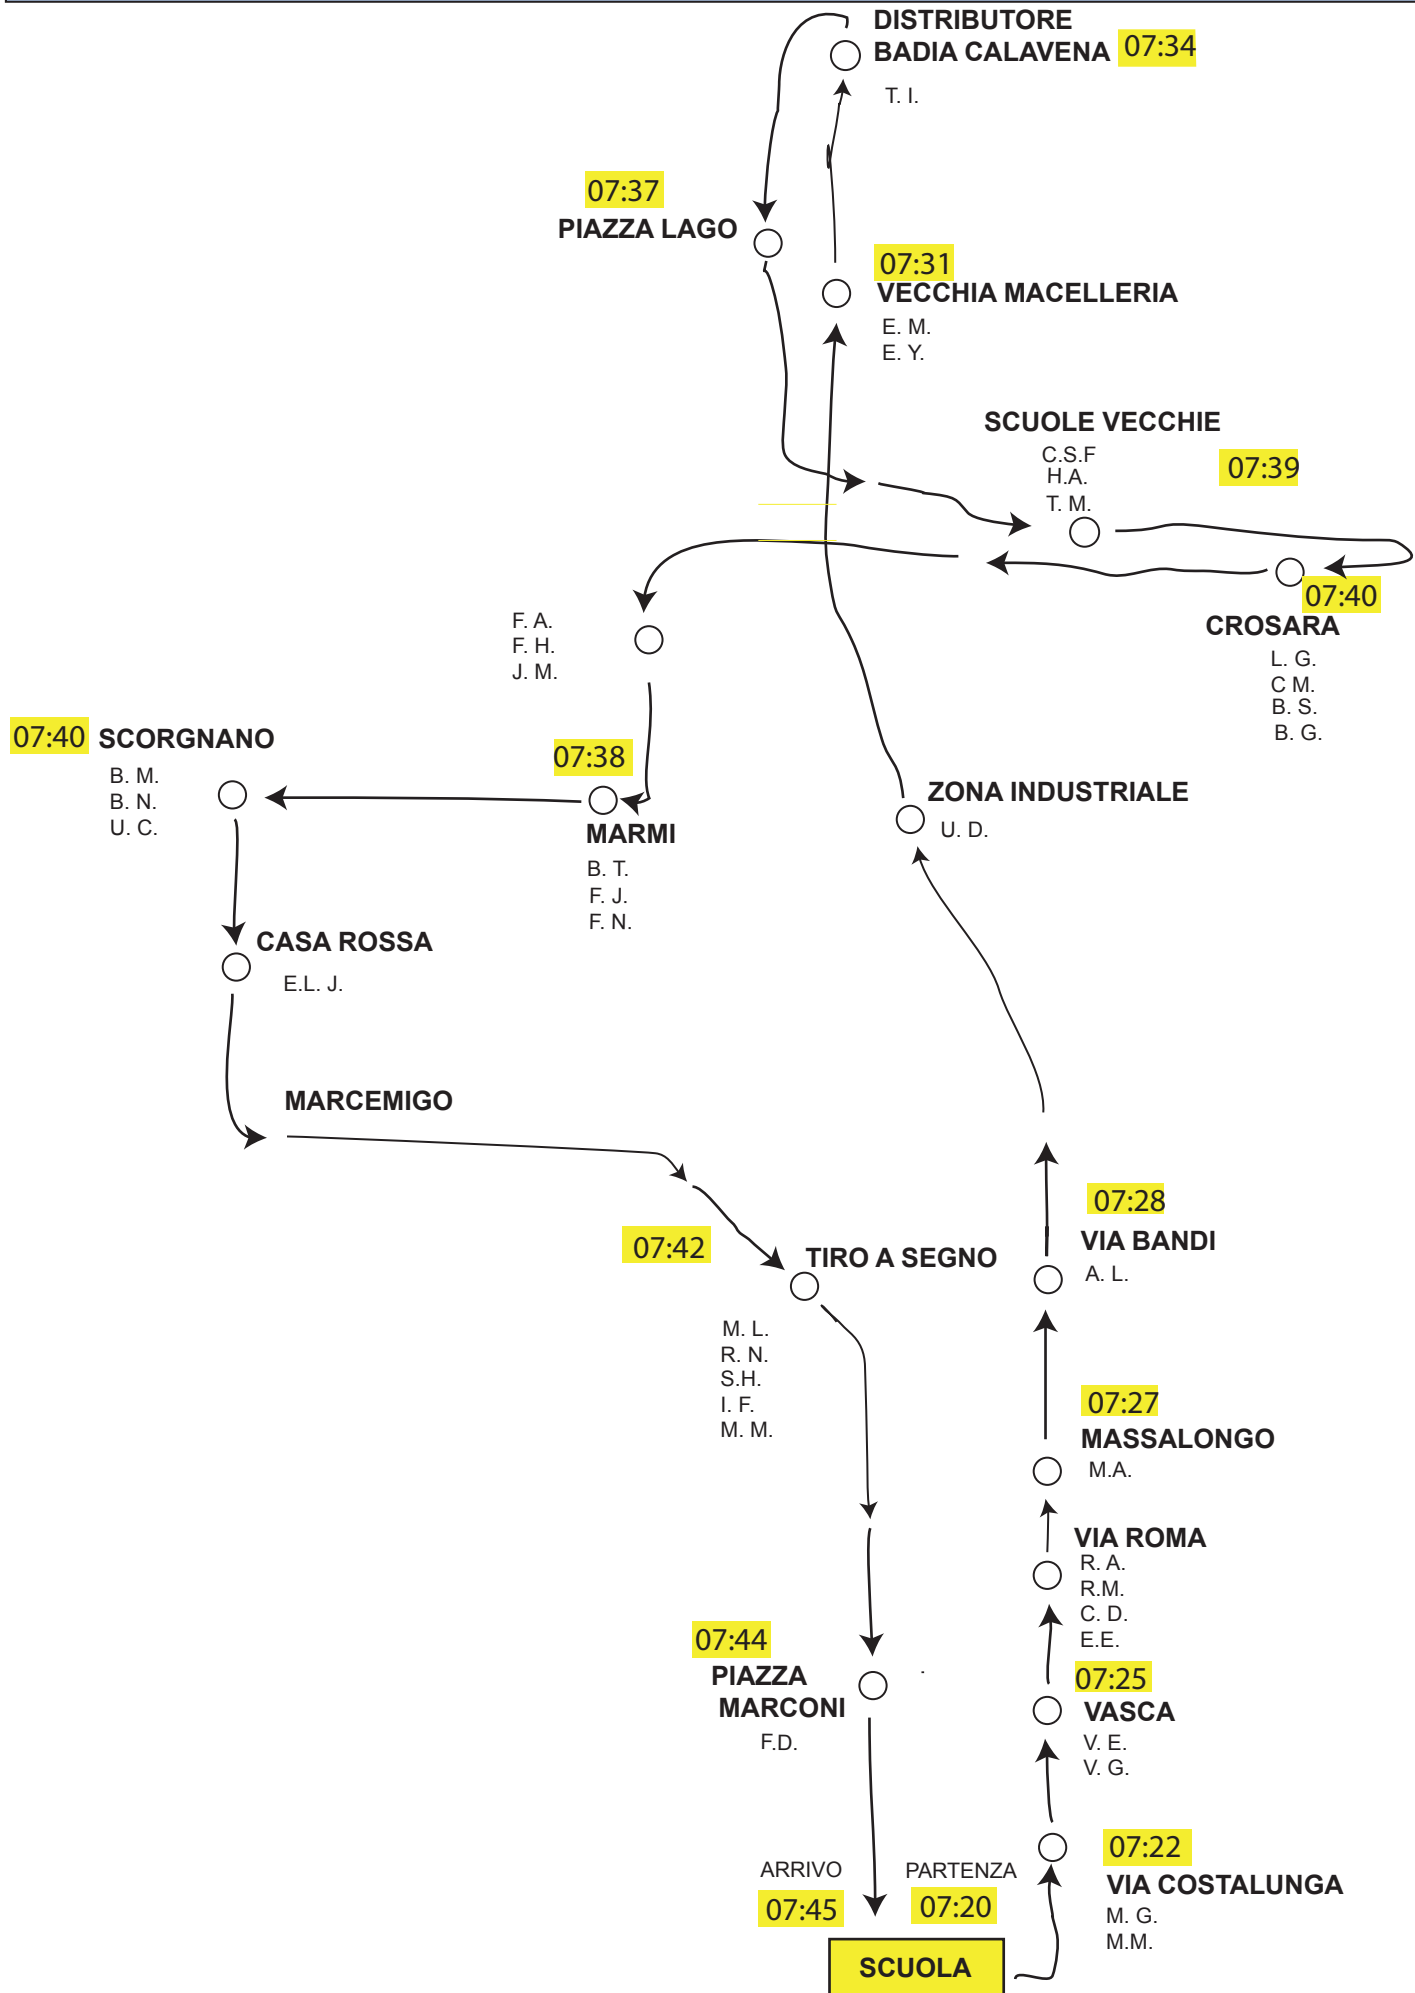 DISTRIBUTORE
BADIA CALAVENA 07:34
T. I.
07:37
PIAZZA LAGO
07:31
VECCHIA MACELLERIA
E. M.
E. Y.
SCUOLE VECCHIE
C.S.F
07:39
H.A.
T. M.
07:40
CROSARA
L. G.
C M.
B. S.
B. G.
F. A.
F. H.
J. M.
07:40 SCORGNANO
B. M.
B. N.
U. C.
07:38
MARMI
B. T.
F. J.
F. N.
ZONA INDUSTRIALE
U. D.
CASA ROSSA
E.L. J.
MARCEMIGO
07:28
VIA BANDI
A. L.
07:42
TIRO A SEGNO
M. L.
R. N.
S.H.
I. F.
M. M.
07:27
MASSALONGO
M.A.
VIA ROMA
R. A.
R.M.
C. D.
E.E.
07:44
PIAZZA
MARCONI
F.D.
07:25
VASCA
V. E.
V. G.
07:22
VIA COSTALUNGA
M. G.
M.M.
ARRIVO
07:45
PARTENZA
07:20
SCUOLA